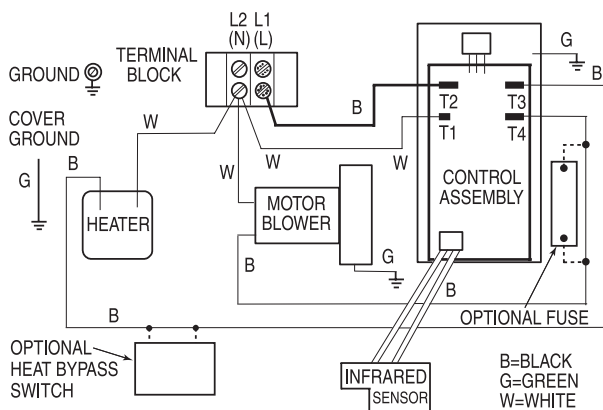 L2 L1
(N) (L)
TERMINAL
BLOCK
GROUND
COVER
GROUND
G
B
W
HEATER
W
W
MOTOR
BLOWER
B
G
B
W
T2
T3
T1
T4
CONTROL
ASSEMBLY
G
B
B
OPTIONAL FUSE
B
OPTIONAL
HEAT BYPASS
SWITCH
INFRARED
SENSOR
B=BLACK
G=GREEN
W=WHITE